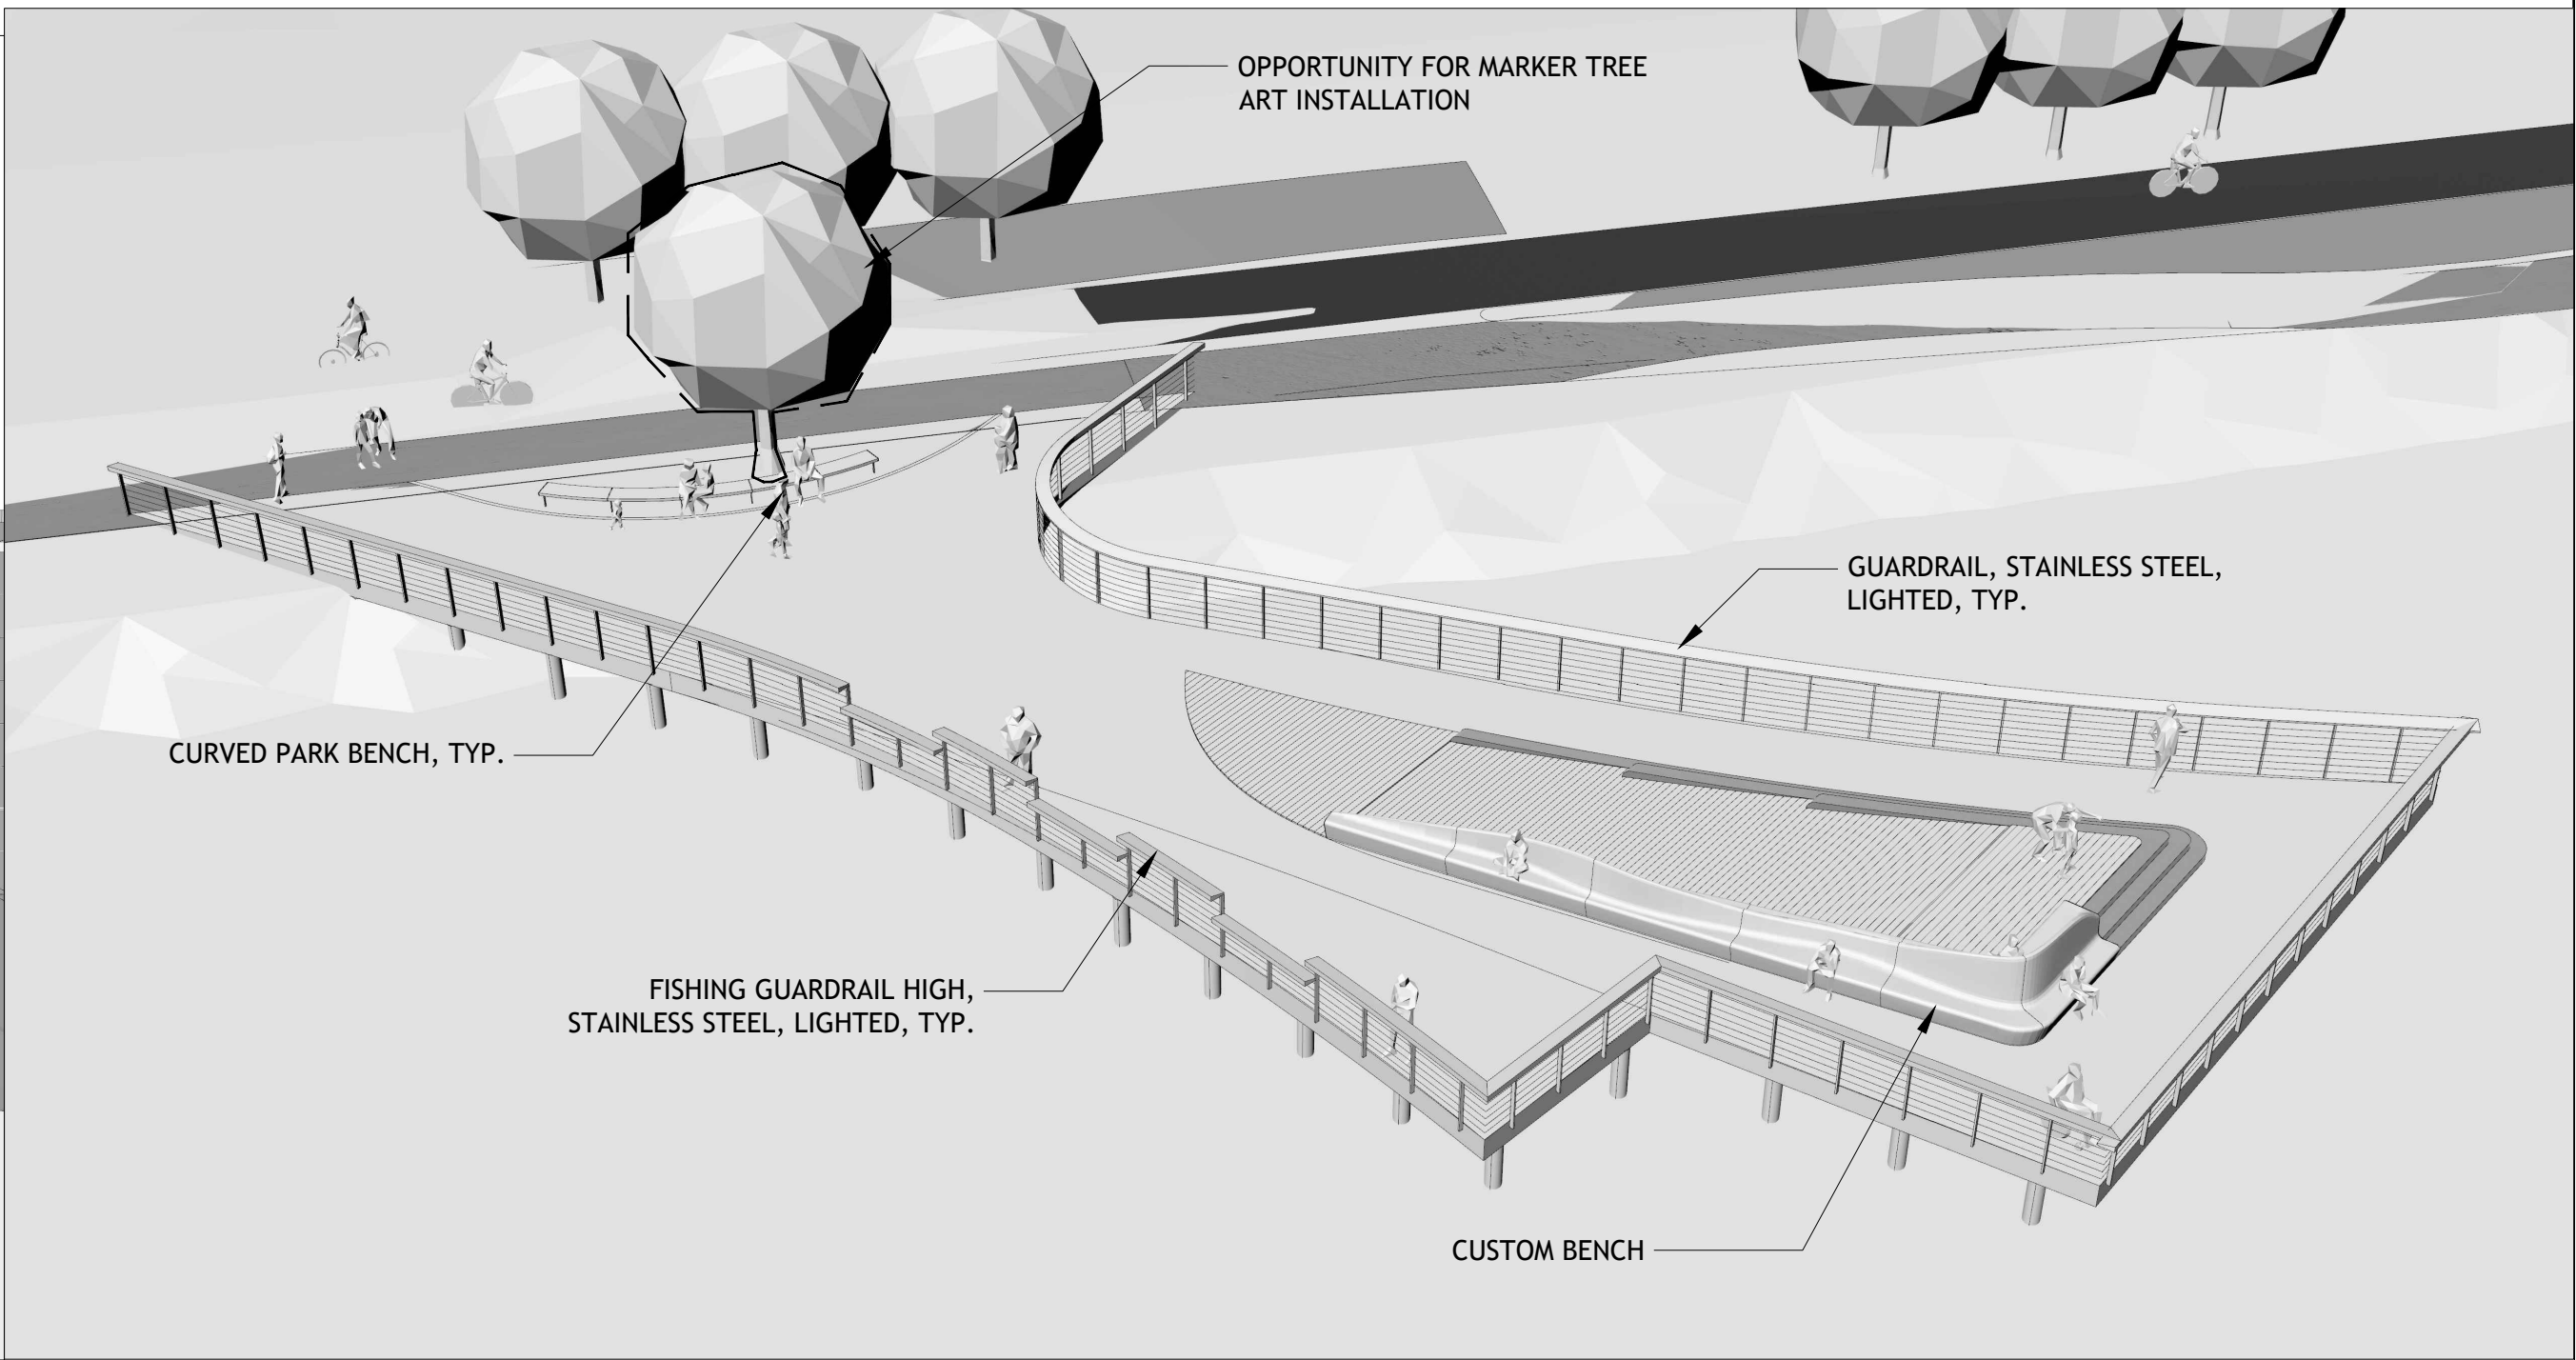 OPPORTUNITY FOR MARKER TREE
ART INSTALLATION
GUARDRAIL, STAINLESS STEEL,
LIGHTED, TYP.
CURVED PARK BENCH, TYP.
FISHING GUARDRAIL HIGH,
STAINLESS STEEL, LIGHTED, TYP.
CUSTOM BENCH